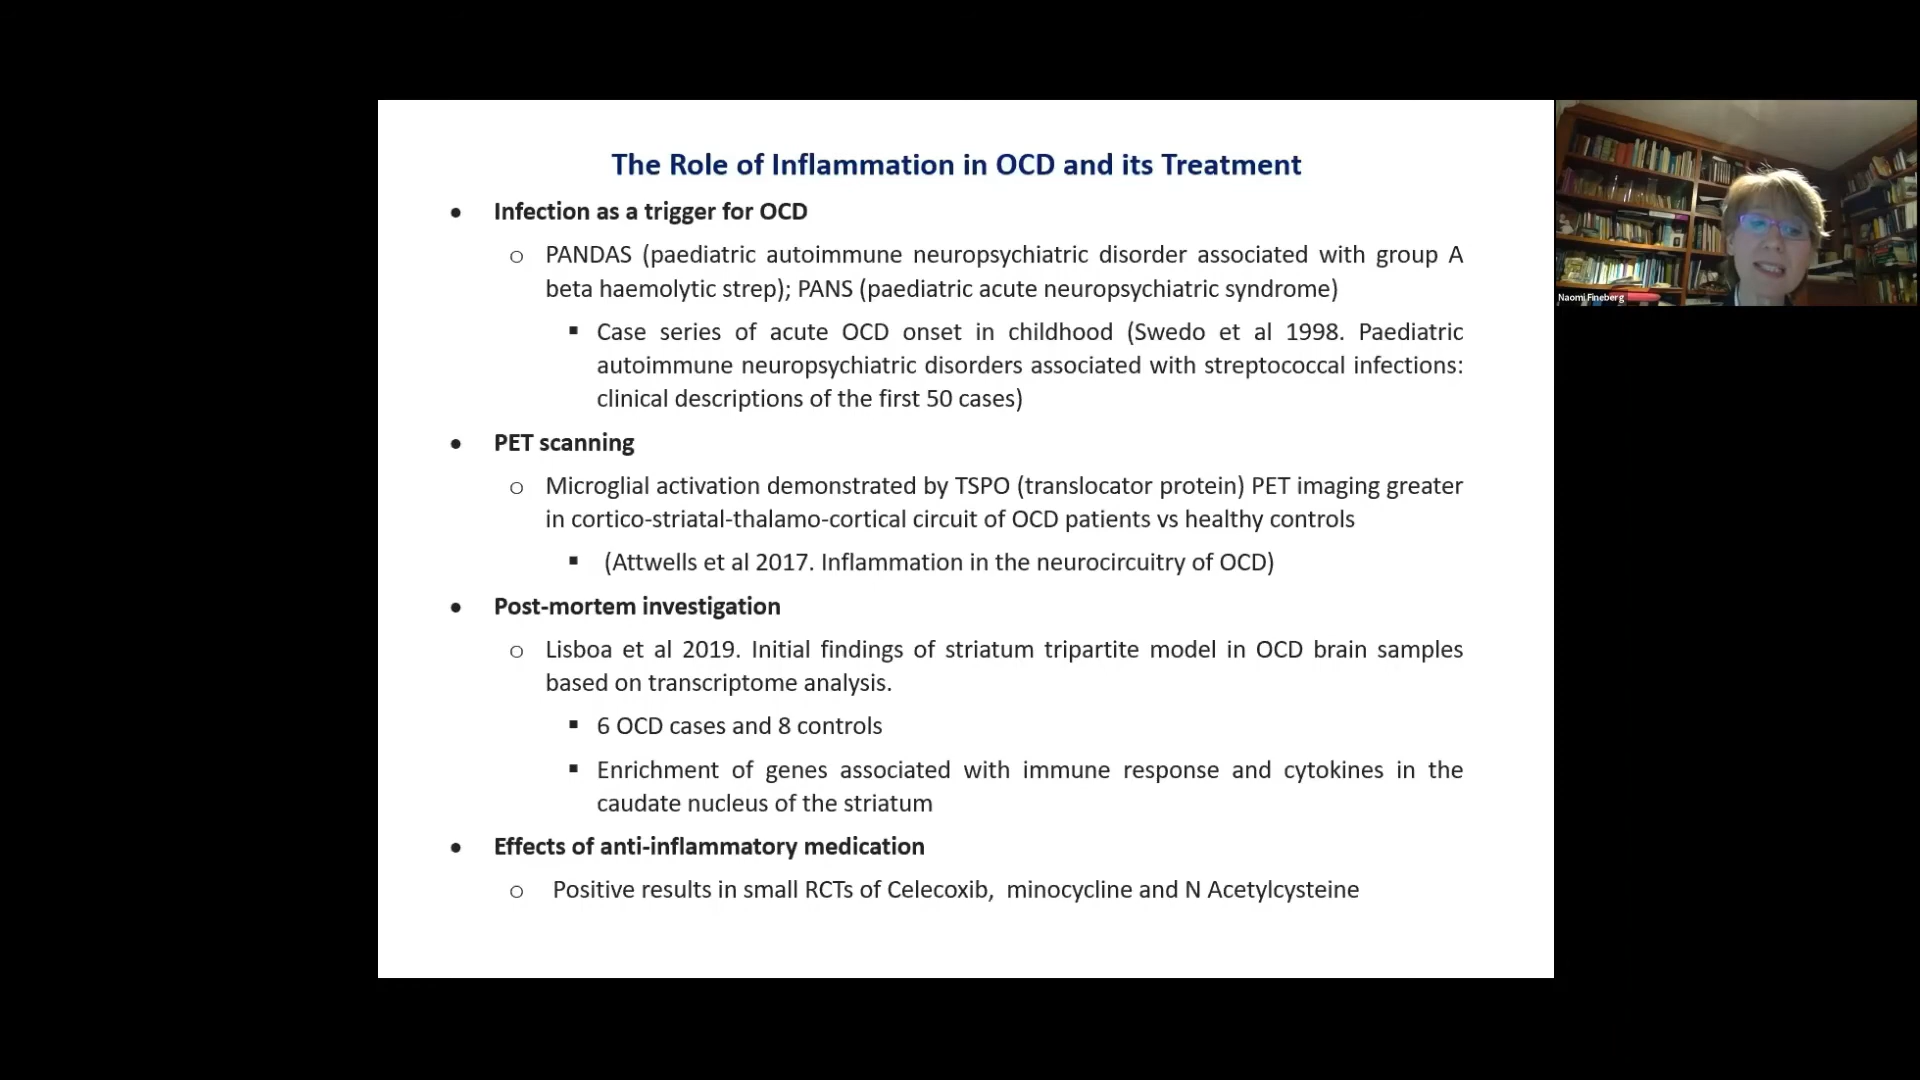 The Role of Inflammation in OCD and its Treatment
● Infection as a trigger for OCD
○ PANDAS (paediatric autoimmune neuropsychiatric disorder associated with group A
beta haemolytic strep); PANS (paediatric acute neuropsychiatric syndrome)
▪ Case series of acute OCD onset in childhood (Swedo et al 1998. Paediatric
autoimmune neuropsychiatric disorders associated with streptococcal infections:
clinical descriptions of the first 50 cases)
● PET scanning
○ Microglial activation demonstrated by TSPO (translocator protein) PET imaging greater
in cortico-striatal-thalamo-cortical circuit of OCD patients vs healthy controls
▪ (Attwells et al 2017. Inflammation in the neurocircuitry of OCD)
● Post-mortem investigation
○ Lisboa et al 2019. Initial findings of striatum tripartite model in OCD brain samples
based on transcriptome analysis.
▪ 6 OCD cases and 8 controls
▪ Enrichment of genes associated with immune response and cytokines in the
caudate nucleus of the striatum
● Effects of anti-inflammatory medication
○ Positive results in small RCTs of Celecoxib, minocycline and N Acetylcysteine
Naomi Fineberg